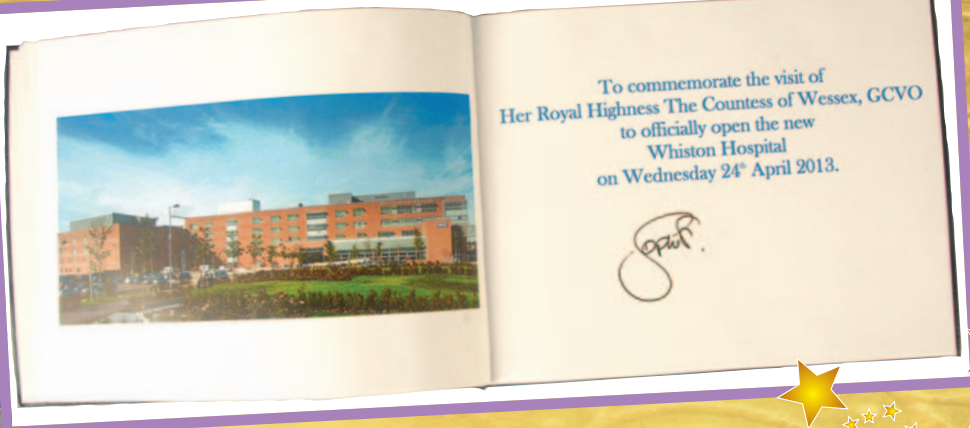 To commemorate the visit of
Her Royal Highness The Countess of Wessex, GCVO
to officially open the new
Whiston Hospital
on Wednesday 24th April 2013.
Sophie.